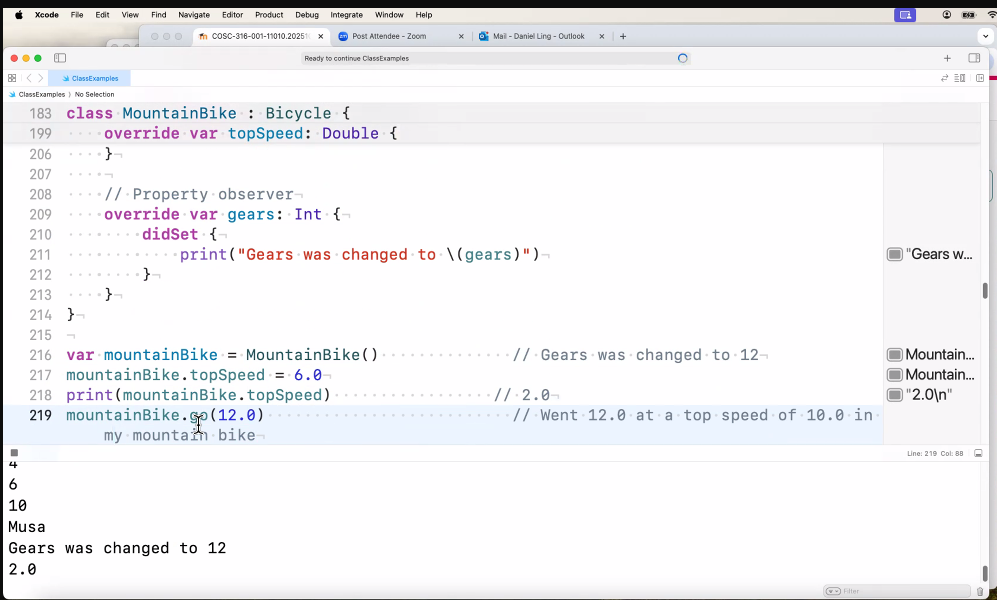 Xcode File Edit View Find Navigate Editor Product Debug Integrate Window Help
COSC-316-001-11010.20251 Post Attendee - Zoom Mail - Daniel Ling - Outlook
Ready to continue ClassExamples
ClassExamples
ClassExamples No Selection
183 class MountainBike : Bicycle {
199 override var topSpeed: Double {
206 }
207
208 // Property observer
209 override var gears: Int {
210 didSet {
211 print("Gears was changed to \(gears)") "Gears w...
212 }
213 }
214 }
215
216 var mountainBike = MountainBike() // Gears was changed to 12 Mountain...
217 mountainBike.topSpeed = 6.0 Mountain...
218 print(mountainBike.topSpeed) // 2.0 "2.0\n"
219 mountainBike.go(12.0) // Went 12.0 at a top speed of 10.0 in
my mountain bike
Line: 219 Col: 88
4
6
10
Musa
Gears was changed to 12
2.0
Filter